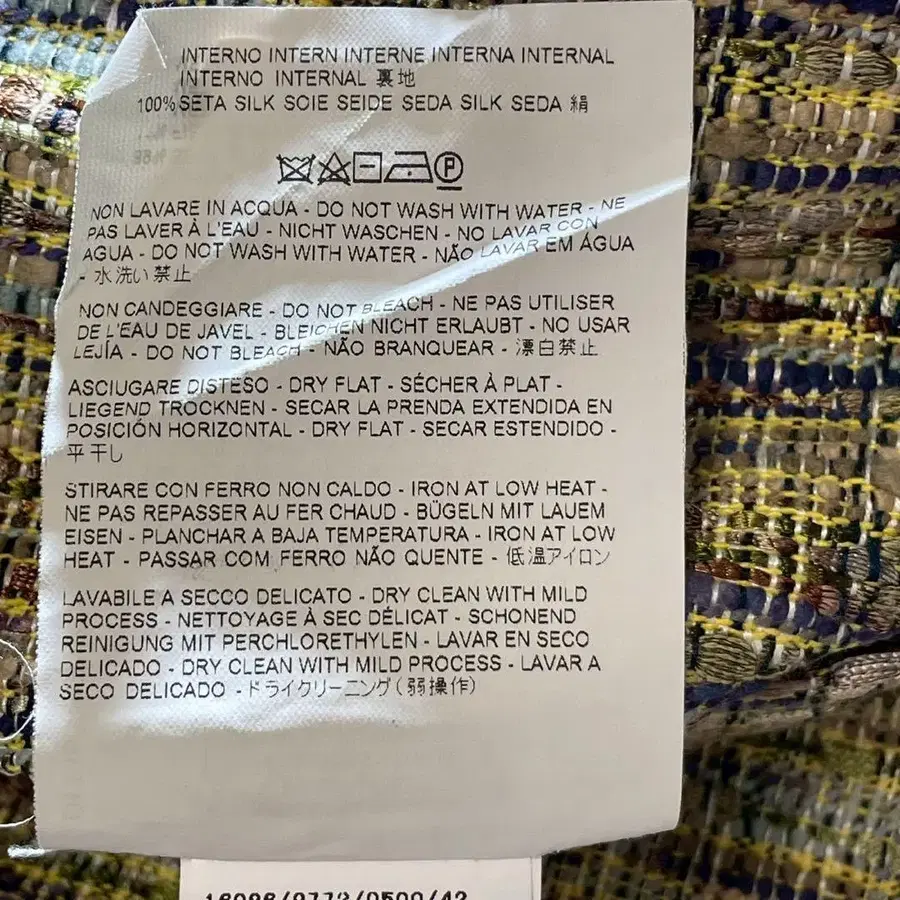 INTERNO INTERN INTERNE INTERNA INTERNAL
INTERNO INTERNAL 裏地
100% SETA SILK SOIE SEIDE SEDA SILK SEDA 絹
P
NON LAVARE IN ACQUA - DO NOT WASH WITH WATER - NE
PAS LAVER À L'EAU - NICHT WASCHEN - NO LAVAR CON
AGUA - DO NOT WASH WITH WATER - NÃO LAVAR EM ÁGUA
- 水洗い禁止
NON CANDEGGIARE - DO NOT BLEACH - NE PAS UTILISER
DE L'EAU DE JAVEL - BLEICHEN NICHT ERLAUBT - NO USAR
LEJÍA - DO NOT BLEACH - NÃO BRANQUEAR - 漂白禁止
ASCIUGARE DISTESO - DRY FLAT - SÉCHER À PLAT -
LIEGEND TROCKNEN - SECAR LA PRENDA EXTENDIDA EN
POSICIÓN HORIZONTAL - DRY FLAT - SECAR ESTENDIDO -
平干し
STIRARE CON FERRO NON CALDO - IRON AT LOW HEAT -
NE PAS REPASSER AU FER CHAUD - BÜGELN MIT LAUEM
EISEN - PLANCHAR A BAJA TEMPERATURA - IRON AT LOW
HEAT - PASSAR COM FERRO NÃO QUENTE - 低温アイロン
LAVABILE A SECCO DELICATO - DRY CLEAN WITH MILD
PROCESS - NETTOYAGE À SEC DÉLICAT - SCHONEND
REINIGUNG MIT PERCHLORETHYLEN - LAVAR EN SECO
DELICADO - DRY CLEAN WITH MILD PROCESS - LAVAR A
SECO DELICADO - ドライクリーニング(弱操作)